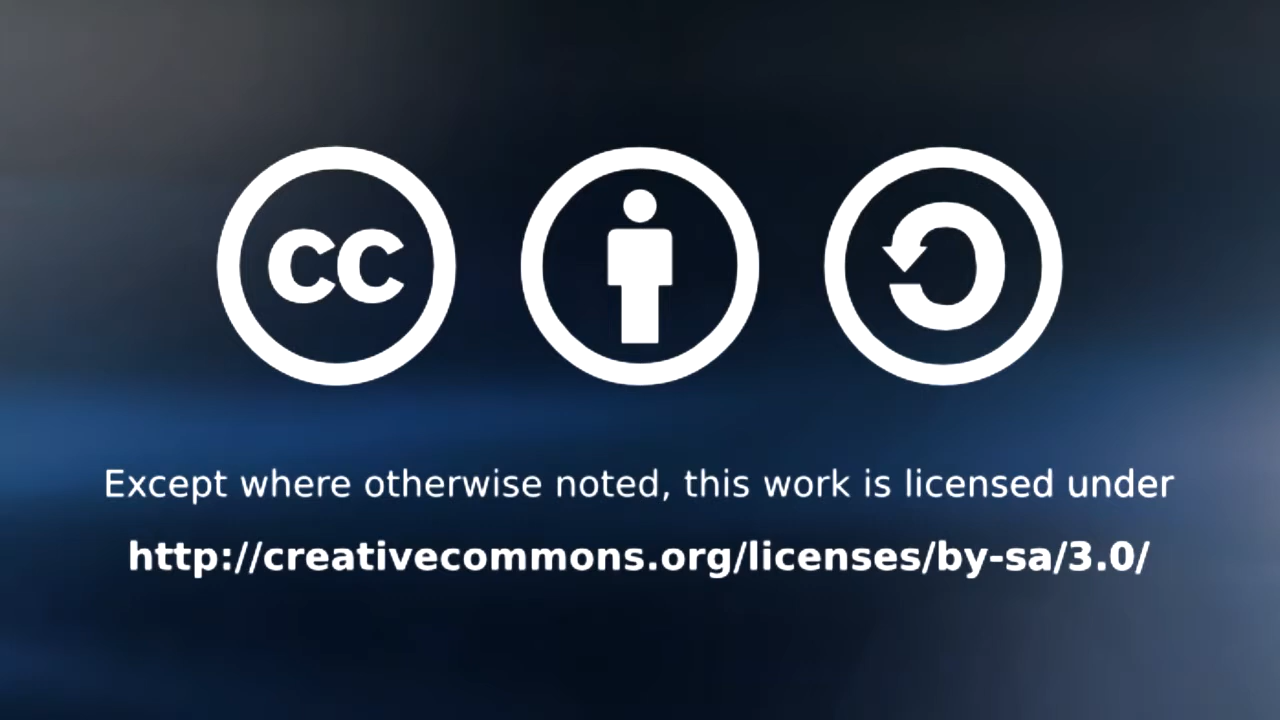 cc
Except where otherwise noted, this work is licensed under
http://creativecommons.org/licenses/by-sa/3.0/